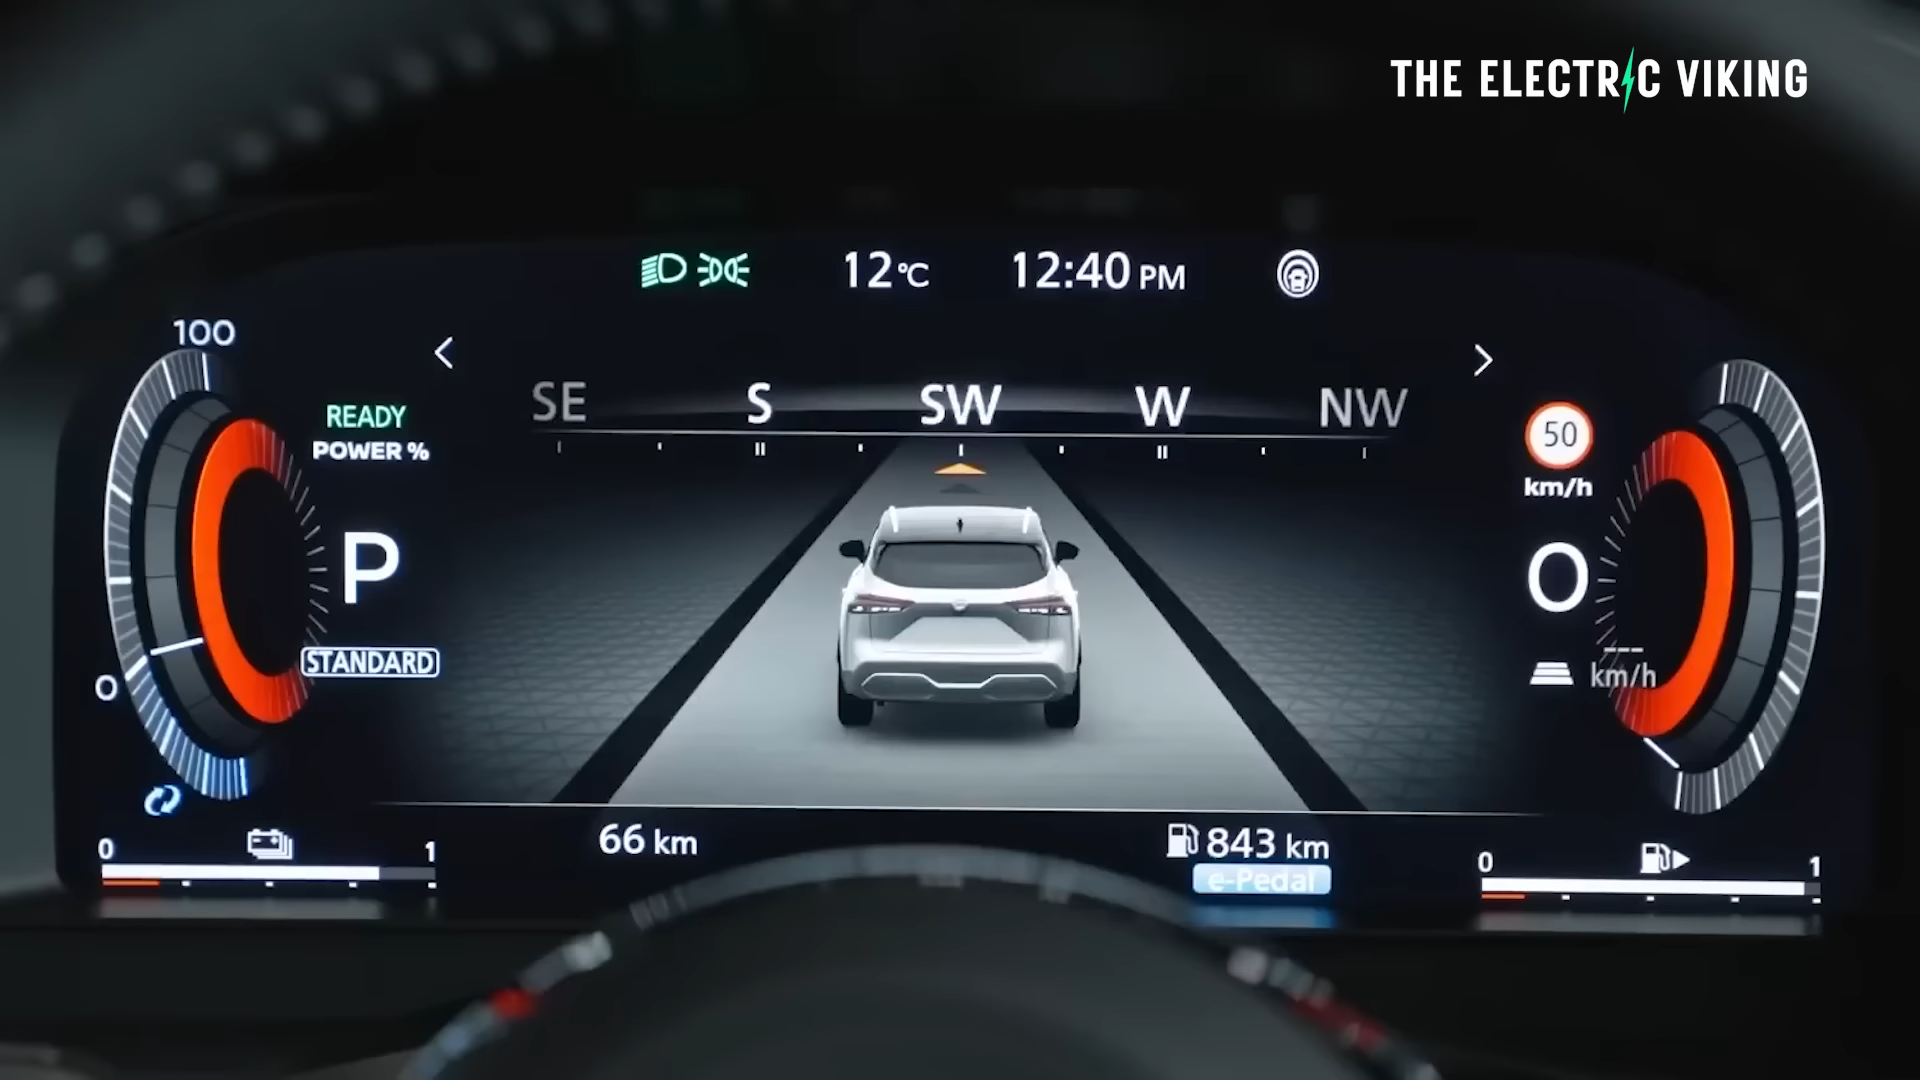 THE ELECTRIC VIKING
12°C 12:40 PM
100
SE S SW W NW
READY
POWER %
50
km/h
P
0
STANDARD
--- km/h
0
66 km
843 km
e-Pedal
0 1
0 1